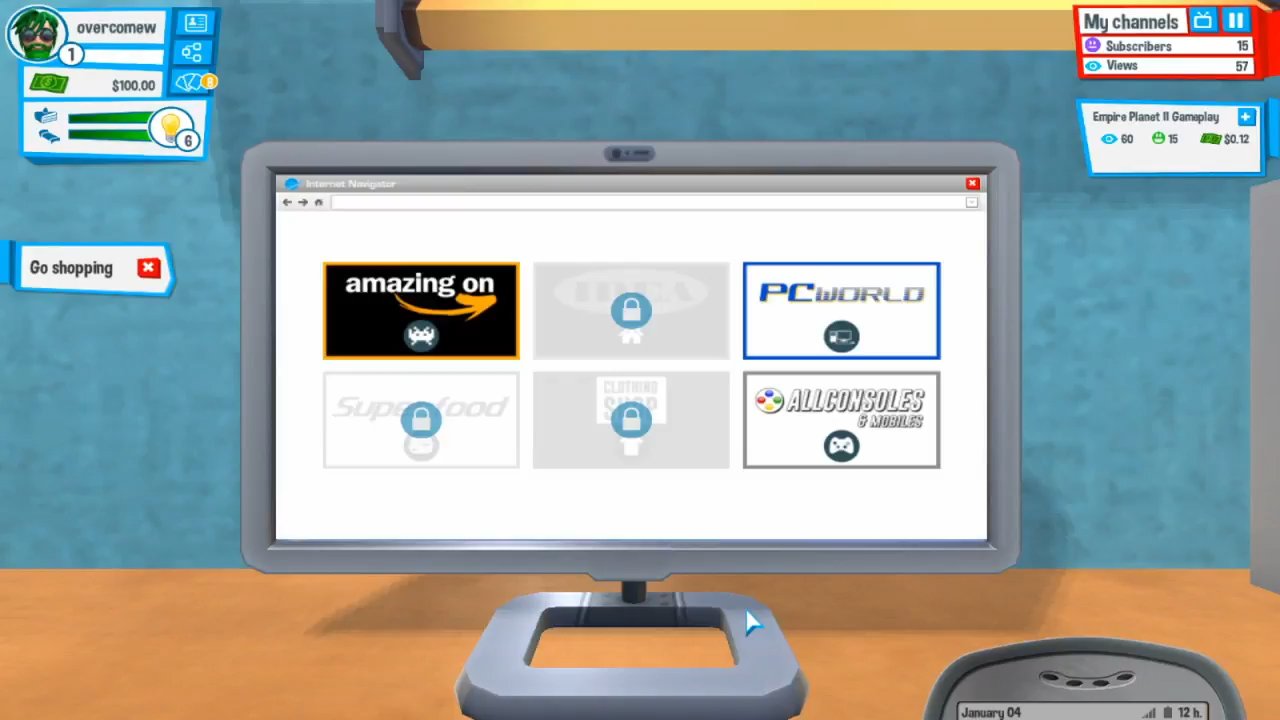 overcomew
1
$100.00
8
6
Go shopping
My channels
Subscribers 15
Views 57
Empire Planet II Gameplay
60 15 $0.12
Internet Navigator
amazing on
PCWORLD
Superfood
CLOTHING
SHOP
ALLCONSOLES
& MOBILES
January 04 12 h.